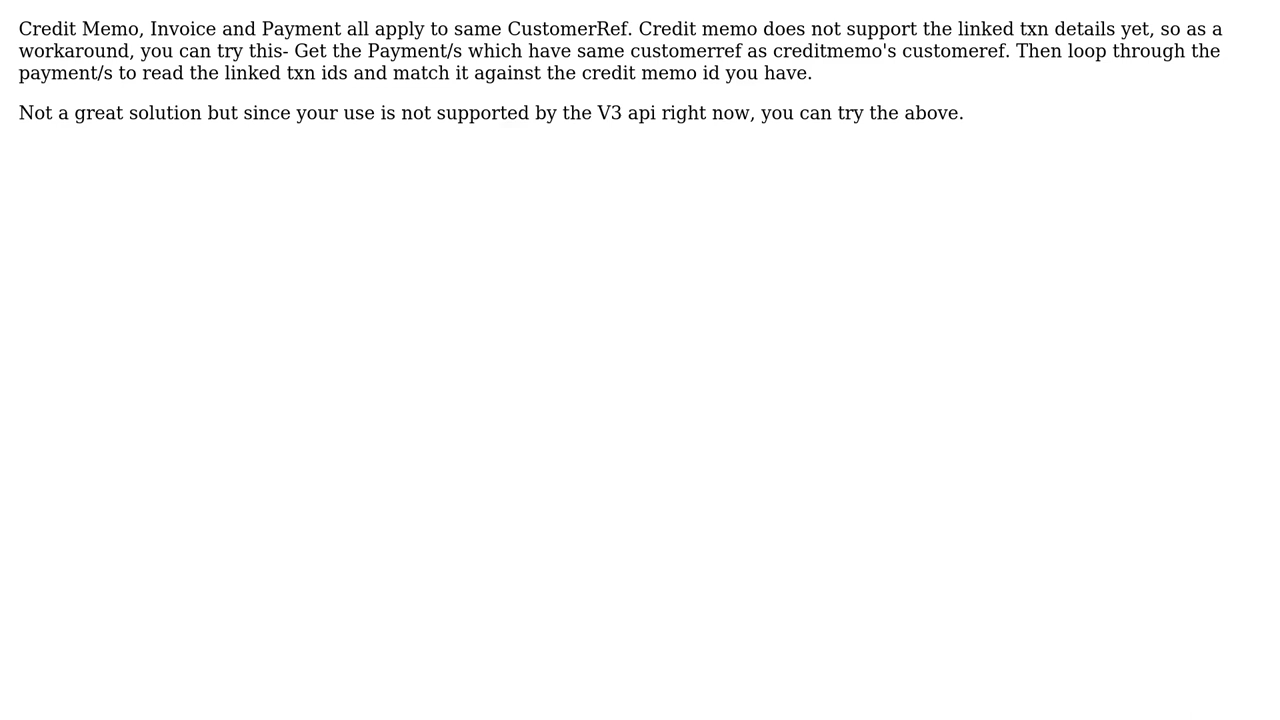 Credit Memo, Invoice and Payment all apply to same CustomerRef. Credit memo does not support the linked txn details yet, so as a
workaround, you can try this- Get the Payment/s which have same customerref as creditmemo's customeref. Then loop through the
payment/s to read the linked txn ids and match it against the credit memo id you have.
Not a great solution but since your use is not supported by the V3 api right now, you can try the above.